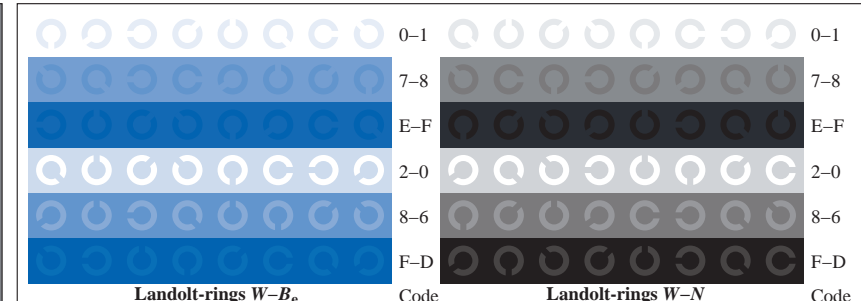 0–1 0–1
7–8 7–8
E–F E–F
2–0 2–0
8–6 8–6
F–D F–D
Landolt-rings W–Be Code Landolt-rings W–N Code